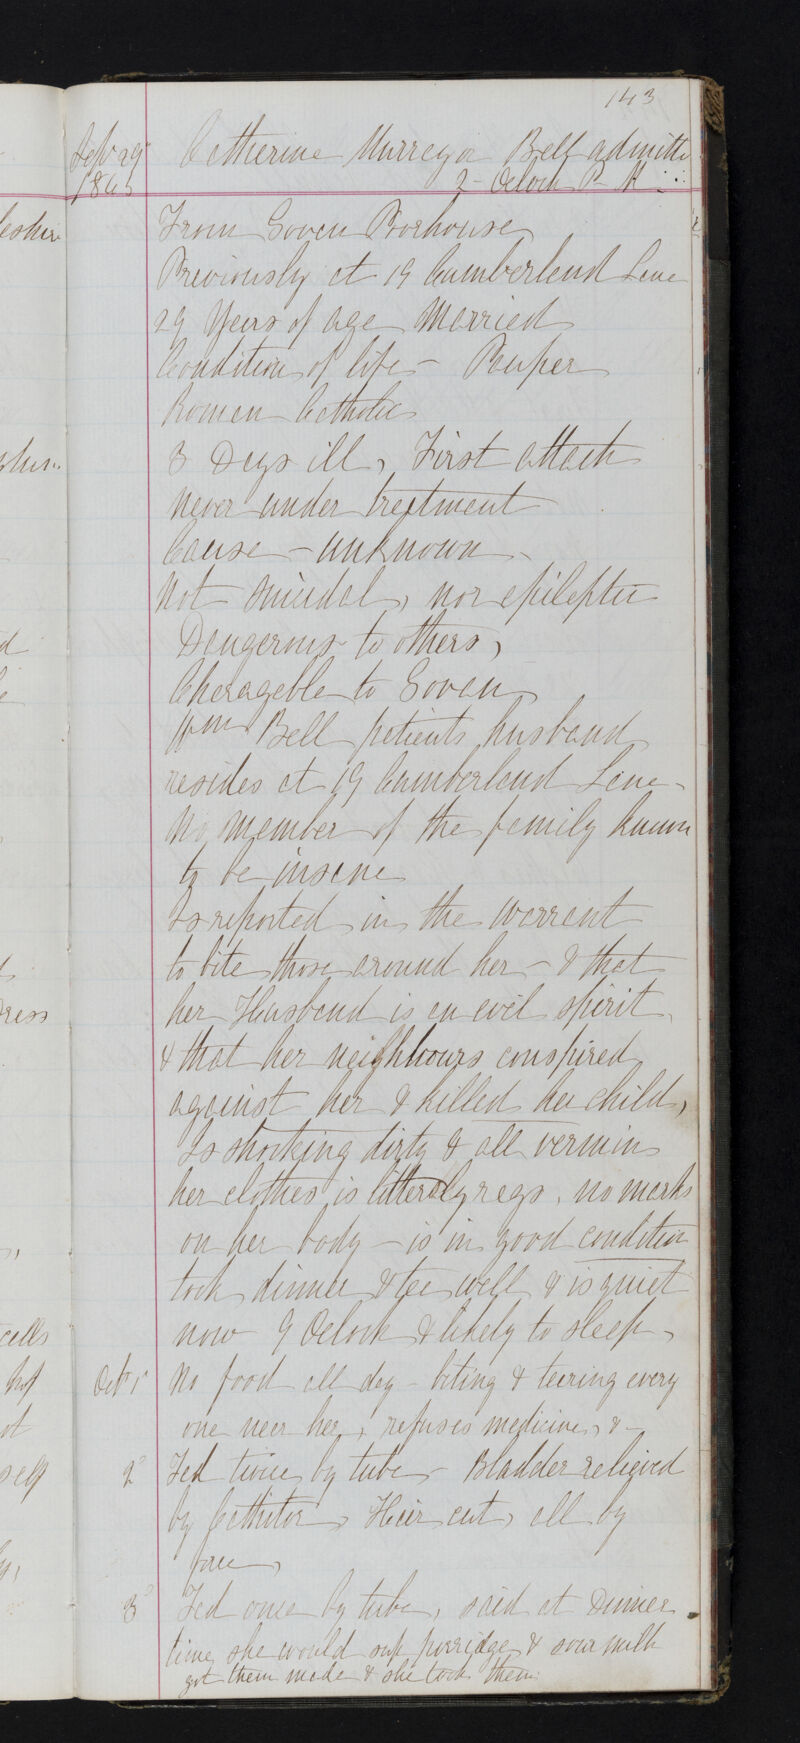 143
Sepr 29 Catherine Murray or Bell admitted
1865 2 - Oclock P - M
From Govan Poorhouse
Previously at 19 Cumberland Lane
29 Years of age Married
Condition of life - Pauper
Roman Catholic
3 Days ill, First attack
never under treatment
Cause - unknown
Not suicidal, nor epileptic
Dangerous to others,
Chargeable to Govan
Wm Bell patients husband
resides at 19 Cumberland Lane
No member of the family known
to be insane
Is reported in the warrant
to bite those around her - & that
her Husband is an evil spirit
& that her neighbours conspired
against her & killed her child,
Is shocking dirty & all vermin
her clothes is litteraly rags, no marks
on her body - is in good condition
took dinner & tea well & is quiet
now 9 Oclock & likely to sleep
Oct 1 No food all day - biting & tearing every
one near her, refuses medicine, &
2 Fed twice by tube - Bladder relieved
by Cathitor, Hair cut, all by
force,
3 Fed once by tube, said at Dinner
time she would sup porridge & sour milk
got them made & she took them